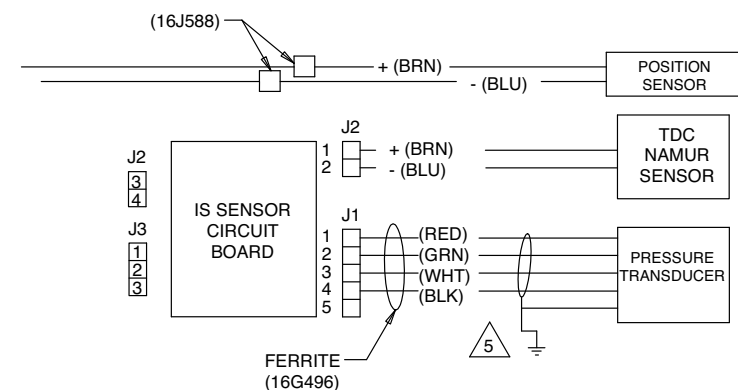 (16J588)
+ (BRN)
- (BLU)
POSITION
SENSOR
J2
3
4
J3
1
2
3
IS SENSOR
CIRCUIT
BOARD
J2
1
2
+ (BRN)
- (BLU)
TDC
NAMUR
SENSOR
J1
1
2
3
4
5
(RED)
(GRN)
(WHT)
(BLK)
PRESSURE
TRANSDUCER
5
FERRITE
(16G496)